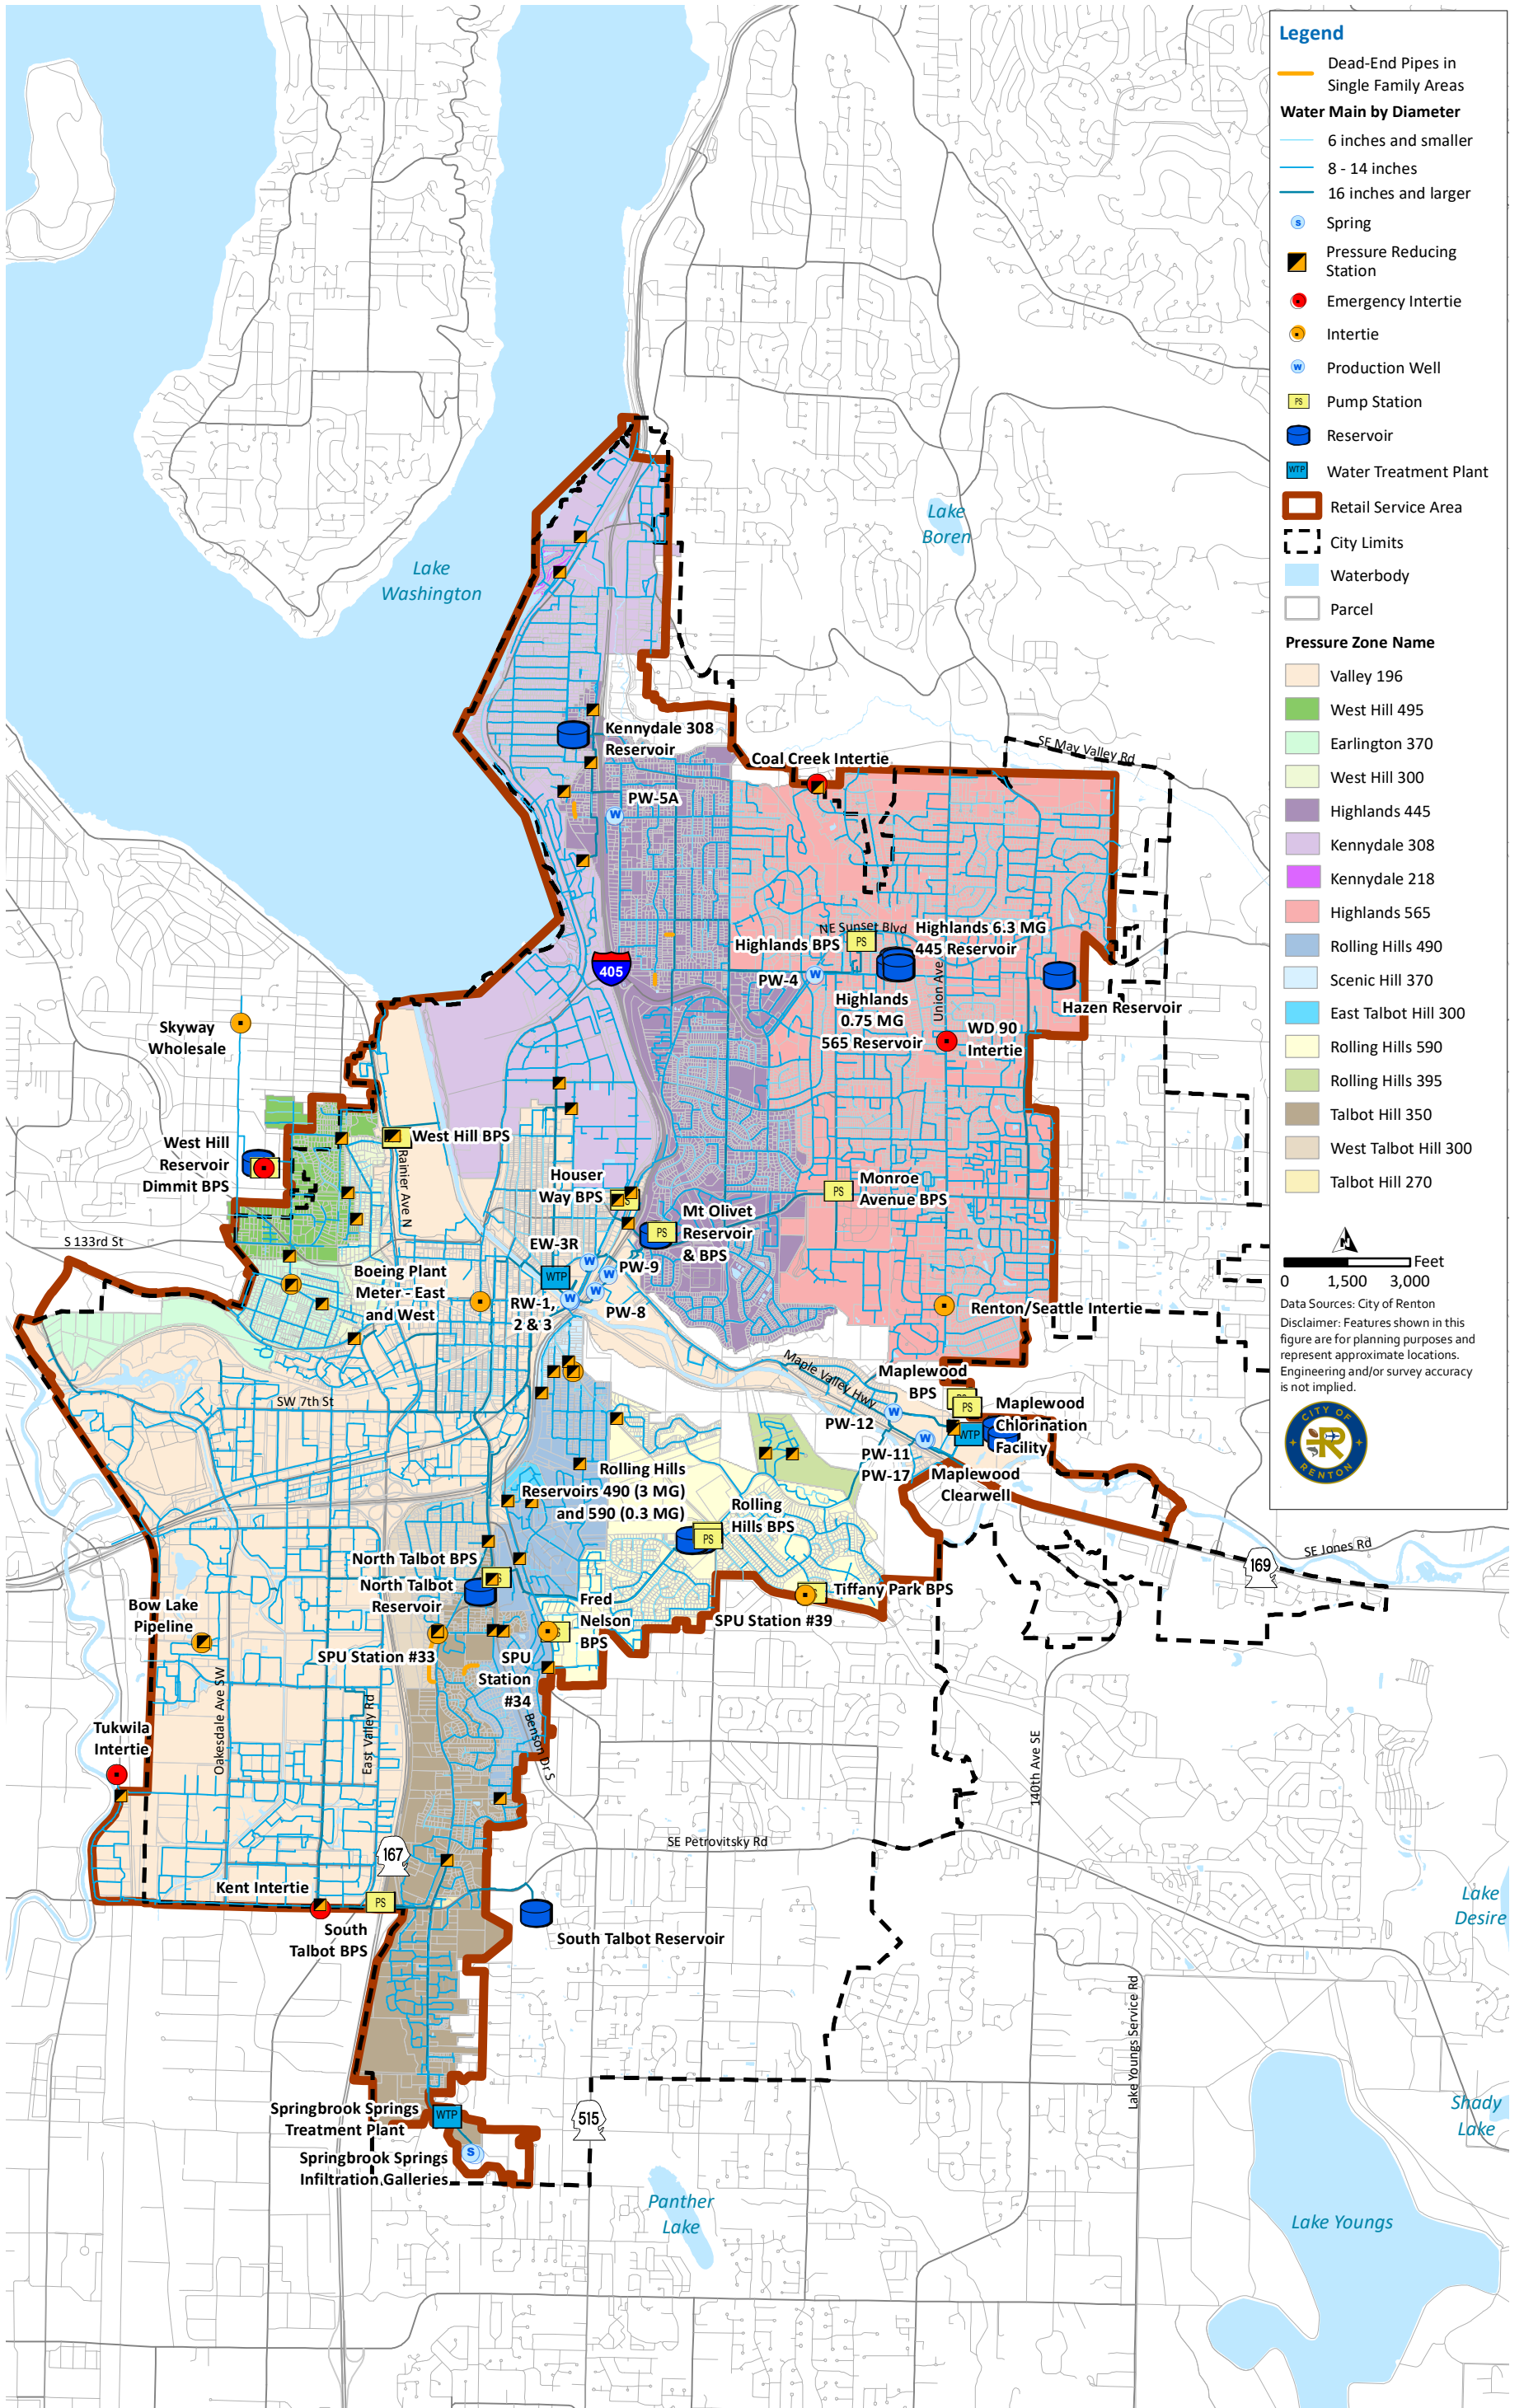 Legend
Dead-End Pipes in
Single Family Areas
Water Main by Diameter
6 inches and smaller
8 - 14 inches
16 inches and larger
S
Spring
Pressure Reducing
Station
Emergency Intertie
Intertie
W
Production Well
PS
Pump Station
Reservoir
WTP
Water Treatment Plant
Retail Service Area
City Limits
Waterbody
Parcel
Pressure Zone Name
Valley 196
West Hill 495
Earlington 370
West Hill 300
Highlands 445
Kennydale 308
Kennydale 218
Highlands 565
Rolling Hills 490
Scenic Hill 370
East Talbot Hill 300
Rolling Hills 590
Rolling Hills 395
Talbot Hill 350
West Talbot Hill 300
Talbot Hill 270
N
Feet
0 1,500 3,000
Data Sources: City of Renton
Disclaimer: Features shown in this
figure are for planning purposes and
represent approximate locations.
Engineering and/or survey accuracy
is not implied.
CITY OF
R
RENTON
Lake
Boren
Lake
Washington
Kennydale 308
Reservoir
SE May Valley Rd
Coal Creek Intertie
PW-5A
W
NE Sunset Blvd
Highlands BPS
PS
Highlands 6.3 MG
445 Reservoir
405
PW-4
W
Union Ave
Hazen Reservoir
Highlands
0.75 MG
565 Reservoir
WD 90
Intertie
Skyway
Wholesale
West Hill
Reservoir
Dimmit BPS
West Hill BPS
Rainier Ave N
Houser
Way BPS
Monroe
Avenue BPS
PS
Mt Olivet
Reservoir
& BPS
PS
S 133rd St
EW-3R
W
WTP
PW-9
W
Boeing Plant
Meter - East
and West
RW-1,
2 & 3
W
PW-8
W
Renton/Seattle Intertie
Maple Valley Hwy
SW 7th St
Maplewood
BPS
PS
PS
Maplewood
Chlorination
Facility
WTP
PW-12
W
PW-11
PW-17
W
Maplewood
Clearwell
Rolling Hills
Reservoirs 490 (3 MG)
and 590 (0.3 MG)
Rolling
Hills BPS
PS
SE Jones Rd
169
North Talbot BPS
North Talbot
Reservoir
Tiffany Park BPS
SPU Station #39
Fred
Nelson
BPS
Bow Lake
Pipeline
SPU Station #33
SPU
Station
#34
Oakesdale Ave SW
East Valley Rd
Benson Dr S
Tukwila
Intertie
140th Ave SE
SE Petrovitsky Rd
167
Kent Intertie
PS
South
Talbot BPS
South Talbot Reservoir
Lake
Desire
Lake Youngs Service Rd
Springbrook Springs
Treatment Plant
WTP
515
Shady
Lake
Springbrook Springs
Infiltration Galleries
S
Panther
Lake
Lake Youngs